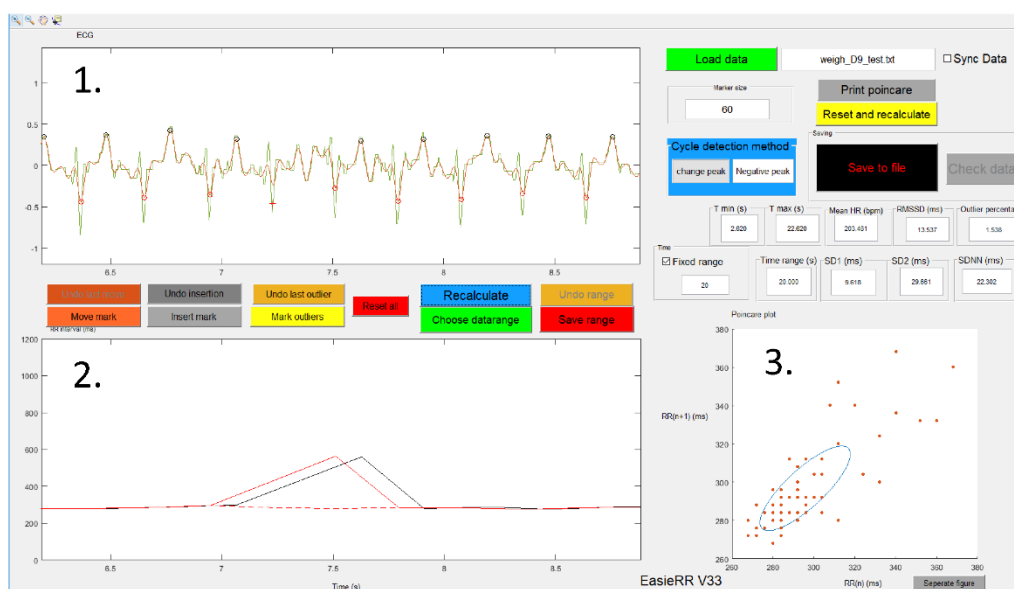 ECG
1.
1
0.5
0
-0.5
-1
6.5
7
7.5
8
8.5
Load data
weigh_D9_test.txt
Sync Data
Marker size
60
Print poincare
Reset and recalculate
Cycle detection method
change peak
Negative peak
Saving
Save to file
Check data
T min (s)
2.620
T max (s)
22.620
Mean HR (bpm)
203.481
RMSSD (ms)
13.537
Outlier percenta
1.538
Time
Fixed range
20
Time range (s)
20.000
SD1 (ms)
9.618
SD2 (ms)
29.881
SDNN (ms)
22.302
Undo insertion
Undo last outlier
Reset all
Recalculate
Undo range
Move mark
Insert mark
Mark outliers
Choose datarange
Save range
RR interval (ms)
2.
1200
1000
800
600
400
200
0
6.5
7
7.5
8
8.5
Time (s)
Poincare plot
3.
RR(n+1) (ms)
380
360
340
320
300
280
260
260
280
300
320
340
360
380
RR(n) (ms)
EasieRR V33
Seperate figure